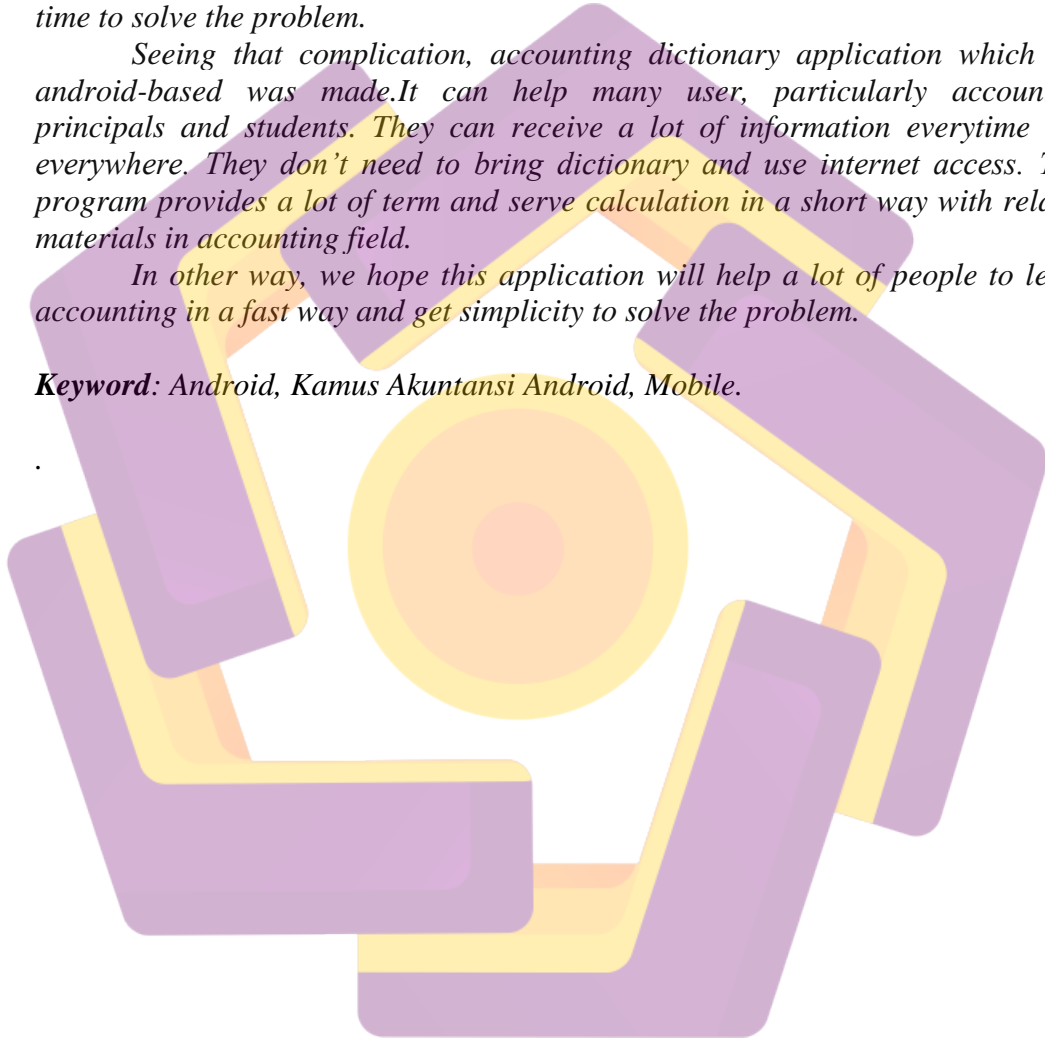 time to solve the problem.
Seeing that complication, accounting dictionary application which
android-based was made.It can help many user, particularly accoun
principals and students. They can receive a lot of information everytime
everywhere. They don't need to bring dictionary and use internet access. T
program provides a lot of term and serve calculation in a short way with rela
materials in accounting field.
In other way, we hope this application will help a lot of people to le
accounting in a fast way and get simplicity to solve the problem.
Keyword: Android, Kamus Akuntansi Android, Mobile.
.